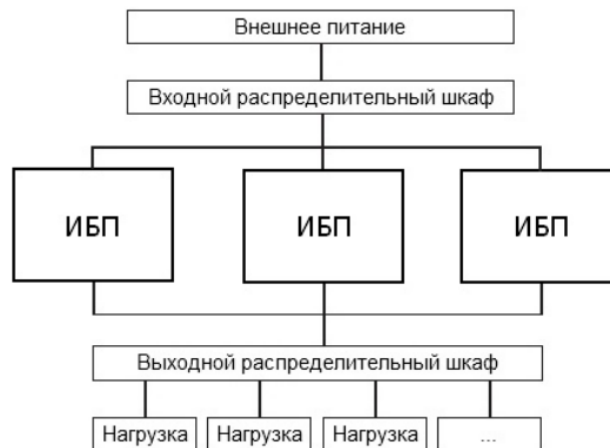 Внешнее питание
Входной распределительный шкаф
ИБП
ИБП
ИБП
Выходной распределительный шкаф
Нагрузка
Нагрузка
Нагрузка
...